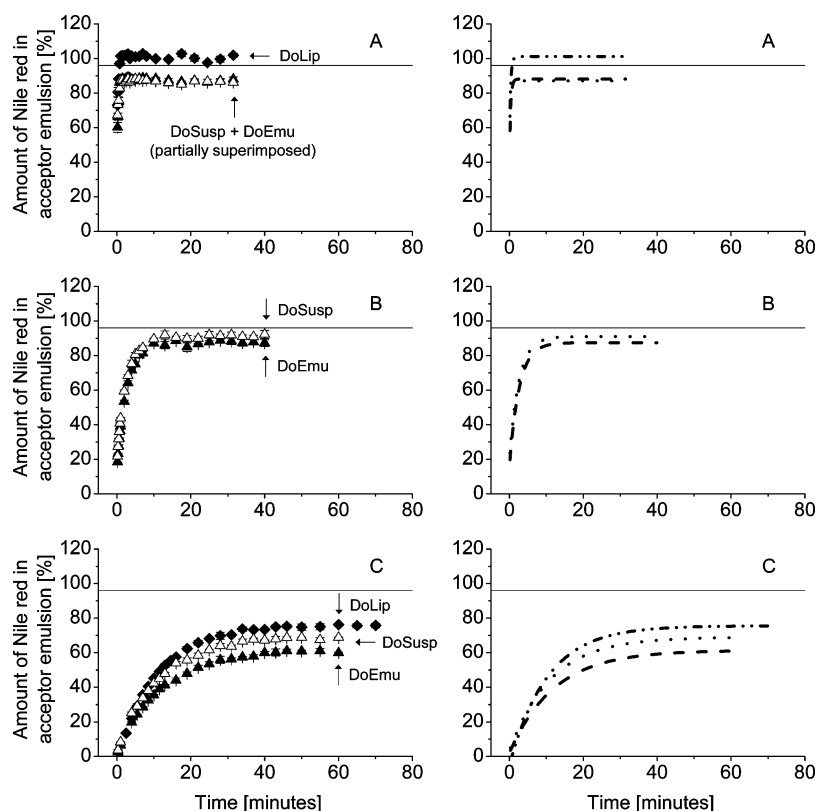 Amount of Nile red in
acceptor emulsion [%]
120
100
80
60
40
20
0
A
DoLip
DoSusp + DoEmu
(partially superimposed)
0 20 40 60 80
120
100
80
60
40
20
0
A
0 20 40 60 80
Amount of Nile red in
acceptor emulsion [%]
120
100
80
60
40
20
0
B
DoSusp
DoEmu
0 20 40 60 80
120
100
80
60
40
20
0
B
0 20 40 60 80
Amount of Nile red in
acceptor emulsion [%]
120
100
80
60
40
20
0
C
DoLip
DoSusp
DoEmu
0 20 40 60 80
Time [minutes]
120
100
80
60
40
20
0
C
0 20 40 60 80
Time [minutes]